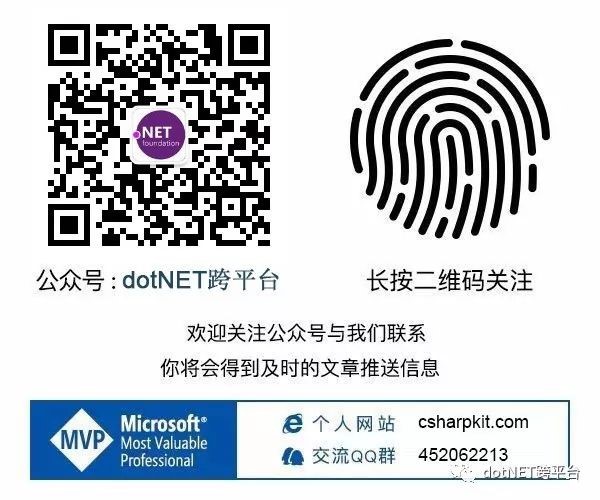 .NET
foundation
公众号：dotNET跨平台
长按二维码关注
欢迎关注公众号与我们联系
你将会得到及时的文章推送信息
MVP
Microsoft®
Most Valuable
Professional
个人网站 csharpkit.com
交流QQ群 452062213
dotNET跨平台